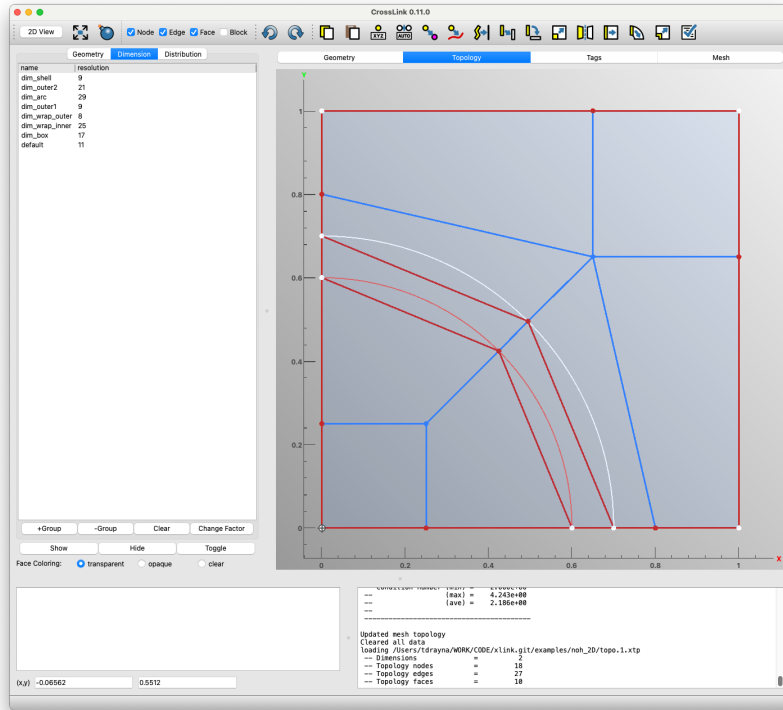 CrossLink 0.11.0
2D View
Node Edge Face Block
XYZ AUTO
Geometry Dimension Distribution
name resolution
dim_shell 9
dim_outer2 21
dim_arc 29
dim_outer1 9
dim_wrap_outer 8
dim_wrap_inner 25
dim_box 17
default 11
+Group -Group Clear Change Factor
Show Hide Toggle
Face Coloring: transparent opaque clear
Geometry Topology Tags Mesh
Y
1
0.8
0.6
0.4
0.2
0
0 0.2 0.4 0.6 0.8 1
X
-- (max) = 4.243e+00
-- (ave) = 2.186e+00
--
-----------------------------------------
Updated mesh topology
Cleared all data
loading /Users/tdrayna/WORK/CODE/xlink.git/examples/noh_2D/topo.1.xtp
-- Dimensions = 2
-- Topology nodes = 18
-- Topology edges = 27
-- Topology faces = 10
(x,y) -0.06562 0.5512